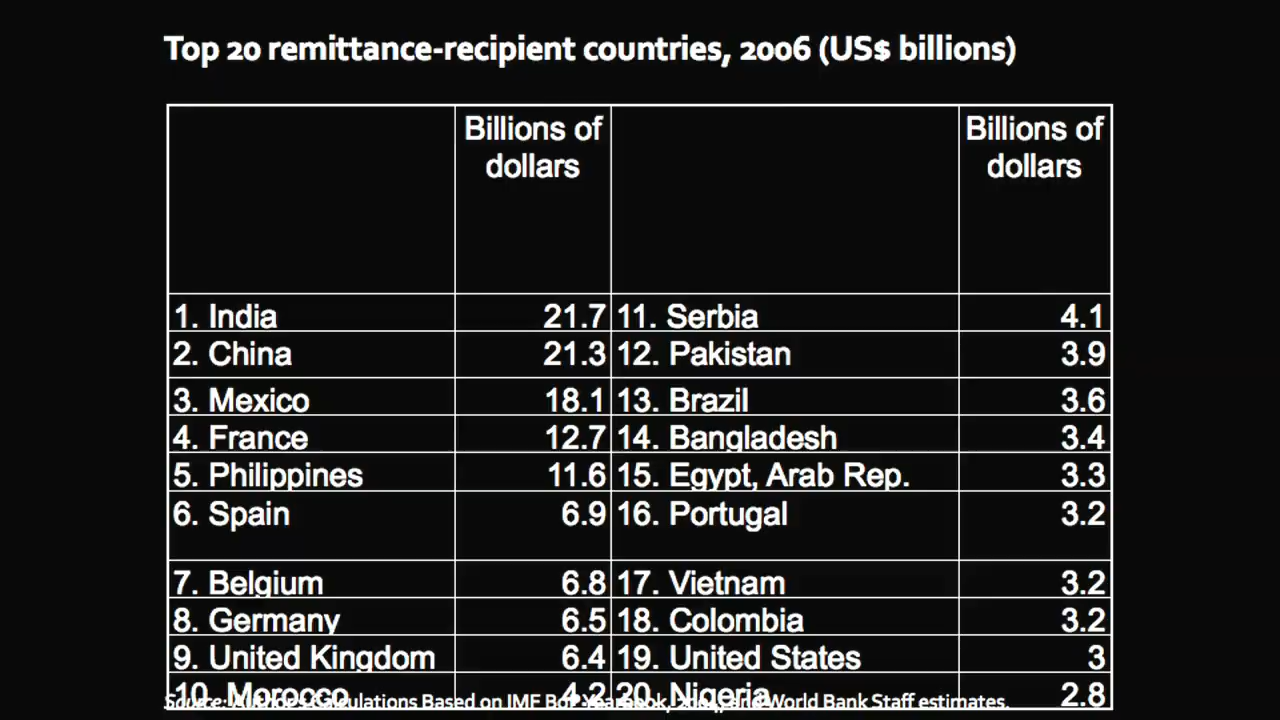 Top 20 remittance-recipient countries, 2006 (US$ billions)
Billions of dollars Billions of dollars
1. India 21.7 11. Serbia 4.1
2. China 21.3 12. Pakistan 3.9
3. Mexico 18.1 13. Brazil 3.6
4. France 12.7 14. Bangladesh 3.4
5. Philippines 11.6 15. Egypt, Arab Rep. 3.3
6. Spain 6.9 16. Portugal 3.2
7. Belgium 6.8 17. Vietnam 3.2
8. Germany 6.5 18. Colombia 3.2
9. United Kingdom 6.4 19. United States 3
10. Morocco 4.2 20. Nigeria 2.8
Source: Author's Calculations Based on IMF BoP Yearbook, and World Bank Staff estimates.